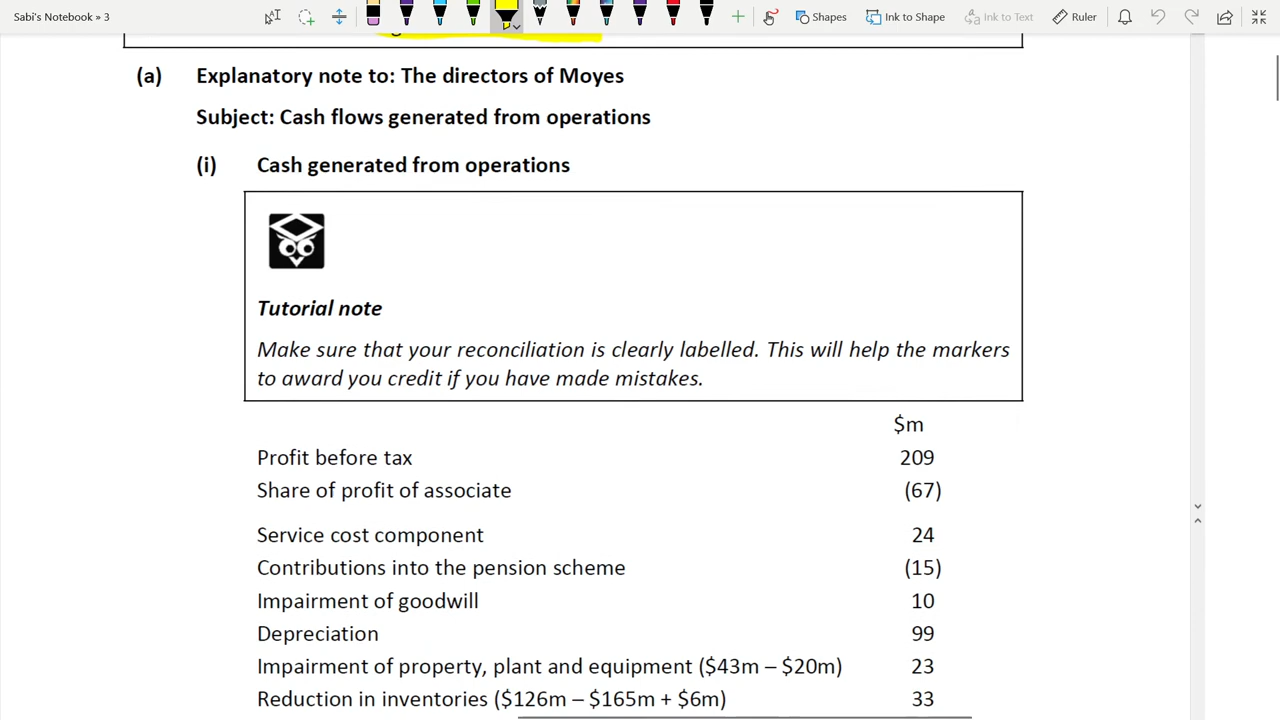 Sabi's Notebook » 3
Shapes
Ink to Shape
Ink to Text
Ruler
(a) Explanatory note to: The directors of Moyes
Subject: Cash flows generated from operations
(i) Cash generated from operations
Tutorial note
Make sure that your reconciliation is clearly labelled. This will help the markers
to award you credit if you have made mistakes.
$m
Profit before tax 209
Share of profit of associate (67)
Service cost component 24
Contributions into the pension scheme (15)
Impairment of goodwill 10
Depreciation 99
Impairment of property, plant and equipment ($43m – $20m) 23
Reduction in inventories ($126m – $165m + $6m) 33